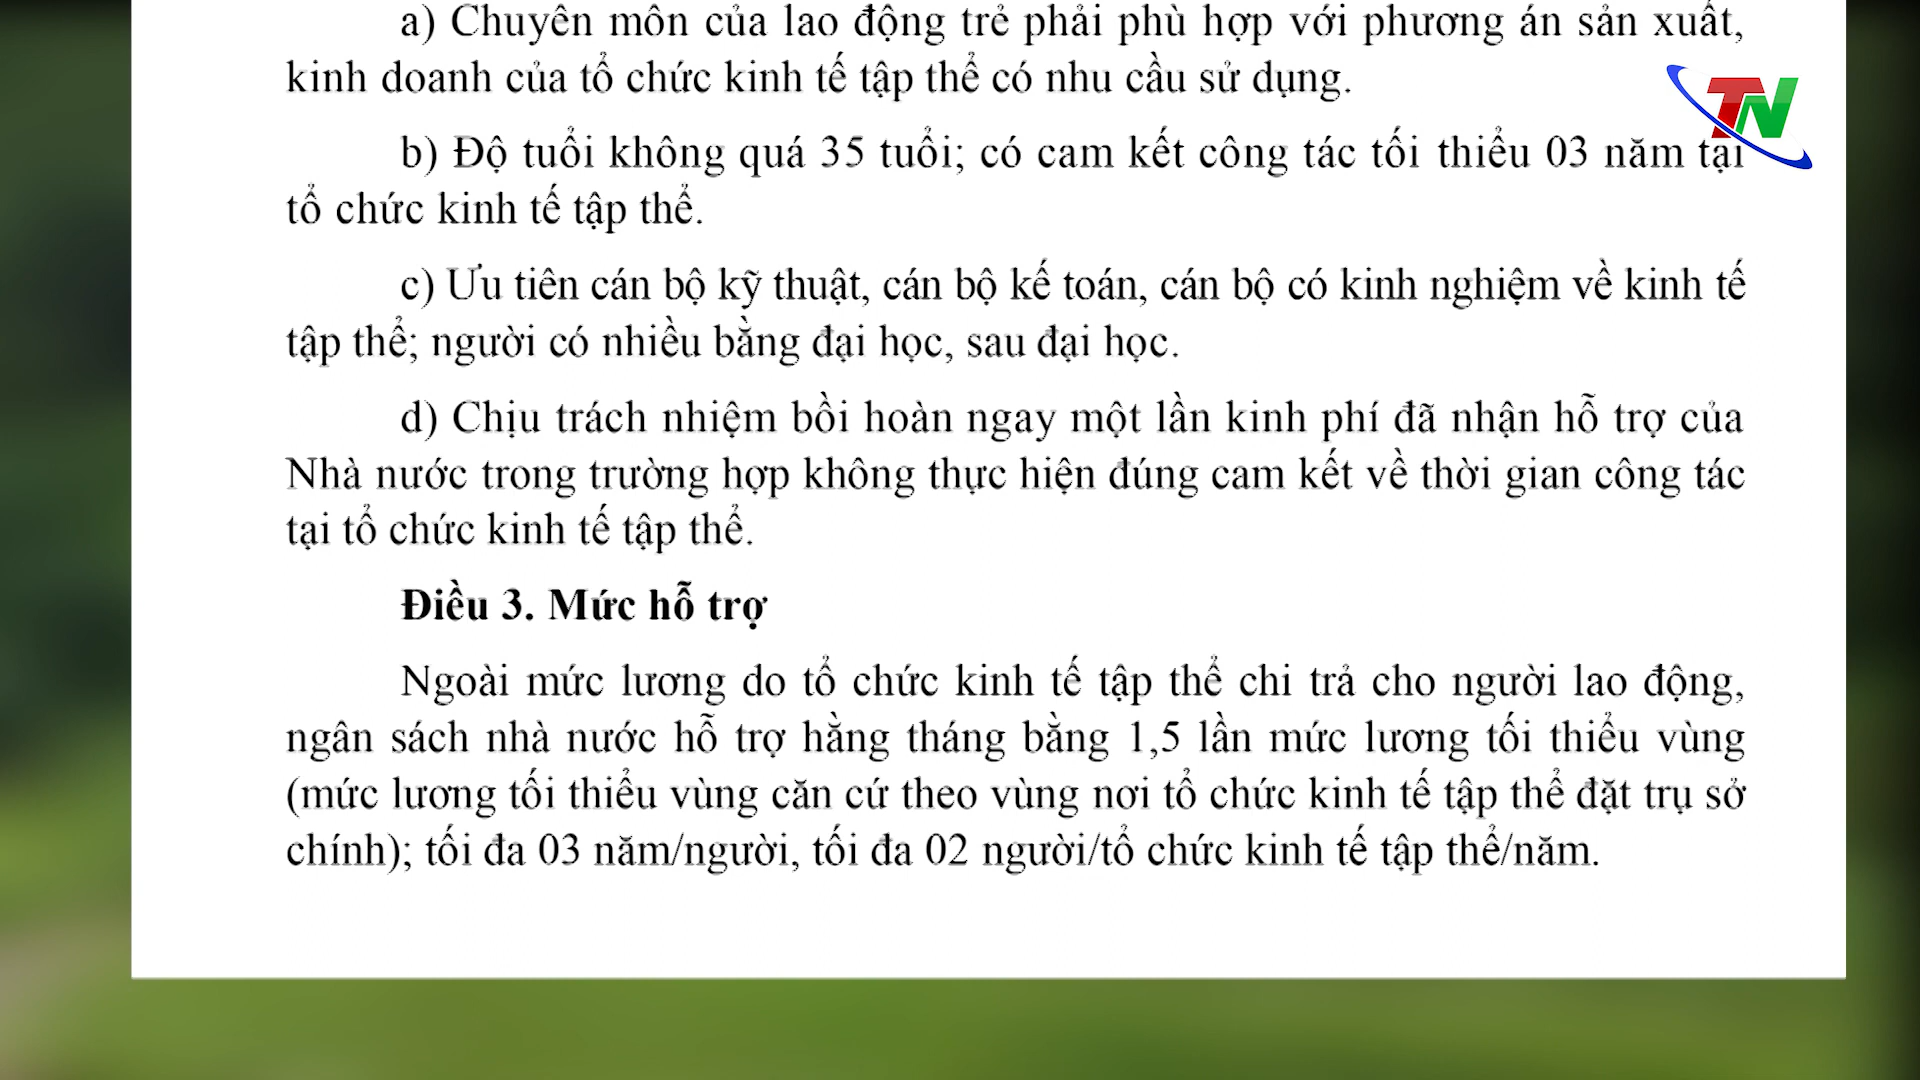 a) Chuyên môn của lao động trẻ phải phù hợp với phương án sản xuất,
kinh doanh của tổ chức kinh tế tập thể có nhu cầu sử dụng.
TN
b) Độ tuổi không quá 35 tuổi; có cam kết công tác tối thiểu 03 năm tại
tổ chức kinh tế tập thể.
c) Ưu tiên cán bộ kỹ thuật, cán bộ kế toán, cán bộ có kinh nghiệm về kinh tế
tập thể; người có nhiều bằng đại học, sau đại học.
d) Chịu trách nhiệm bồi hoàn ngay một lần kinh phí đã nhận hỗ trợ của
Nhà nước trong trường hợp không thực hiện đúng cam kết về thời gian công tác
tại tổ chức kinh tế tập thể.
Điều 3. Mức hỗ trợ
Ngoài mức lương do tổ chức kinh tế tập thể chi trả cho người lao động,
ngân sách nhà nước hỗ trợ hằng tháng bằng 1,5 lần mức lương tối thiểu vùng
(mức lương tối thiểu vùng căn cứ theo vùng nơi tổ chức kinh tế tập thể đặt trụ sở
chính); tối đa 03 năm/người, tối đa 02 người/tổ chức kinh tế tập thể/năm.